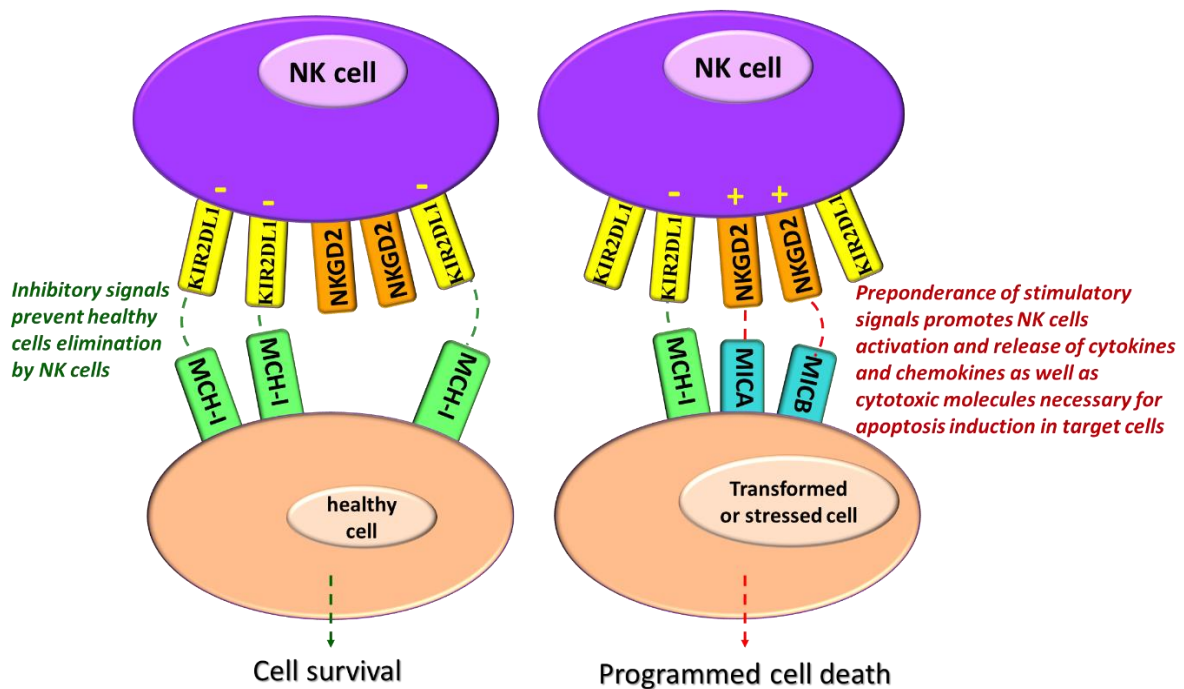 NK cell
-
-
-
KIR2DL1
KIR2DL1
NKGD2
NKGD2
KIR2DL1
Inhibitory signals
prevent healthy
cells elimination
by NK cells
MCH-I
MCH-I
MCH-I
healthy
cell
Cell survival
NK cell
-
+
+
KIR2DL1
KIR2DL1
NKGD2
NKGD2
KIR2DL1
Preponderance of stimulatory
signals promotes NK cells
activation and release of cytokines
and chemokines as well as
cytotoxic molecules necessary for
apoptosis induction in target cells
MCH-I
MICA
MICB
Transformed
or stressed cell
Programmed cell death